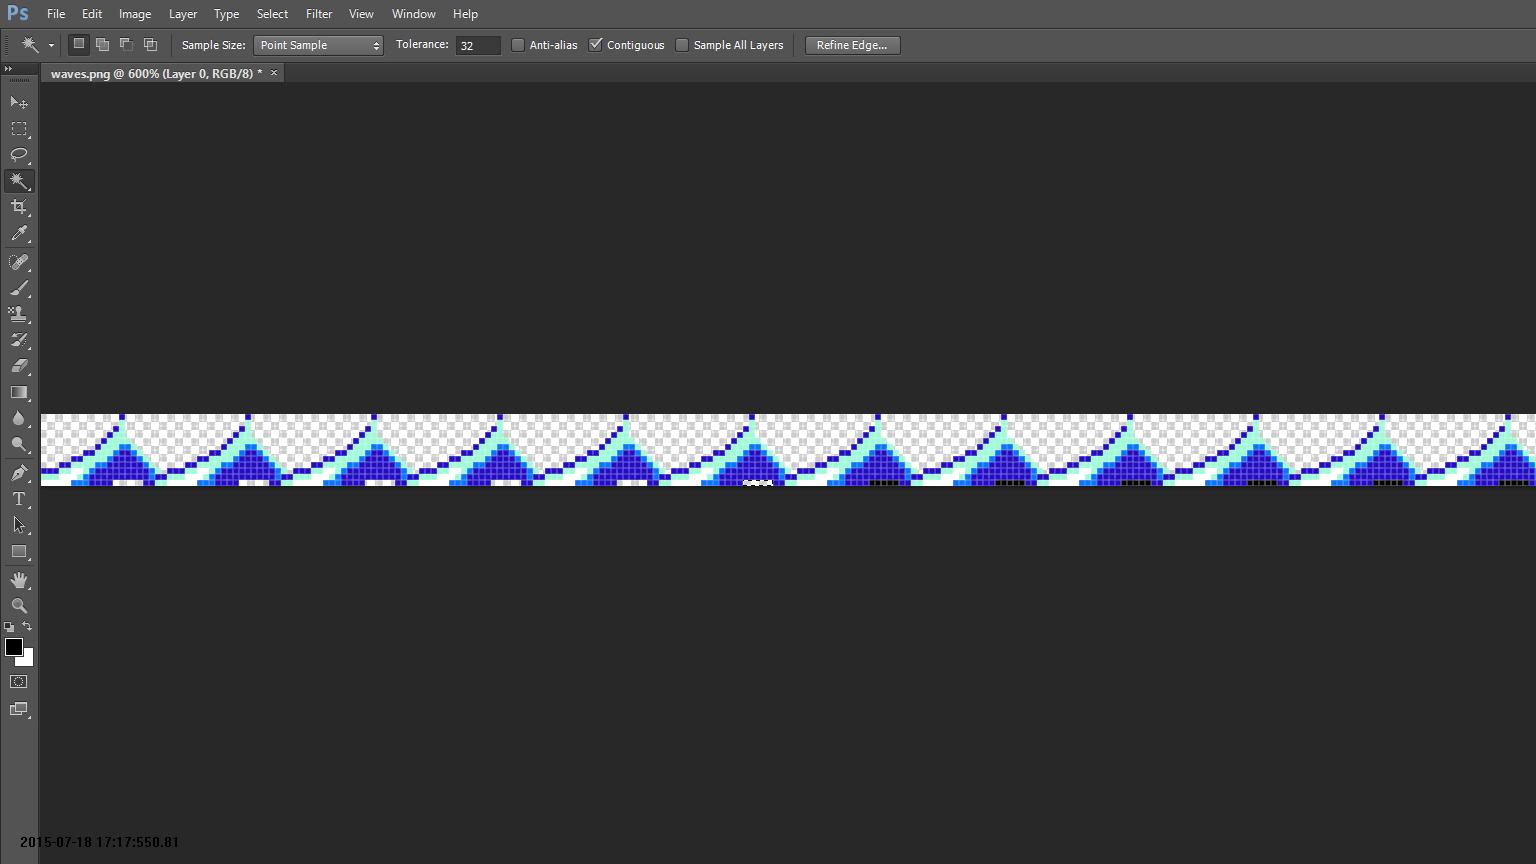 Ps File Edit Image Layer Type Select Filter View Window Help
Sample Size: Point Sample Tolerance: 32 Anti-alias Contiguous Sample All Layers Refine Edge...
waves.png @ 600% (Layer 0, RGB/8) * ×
T
2015-07-18 17:17:550.81